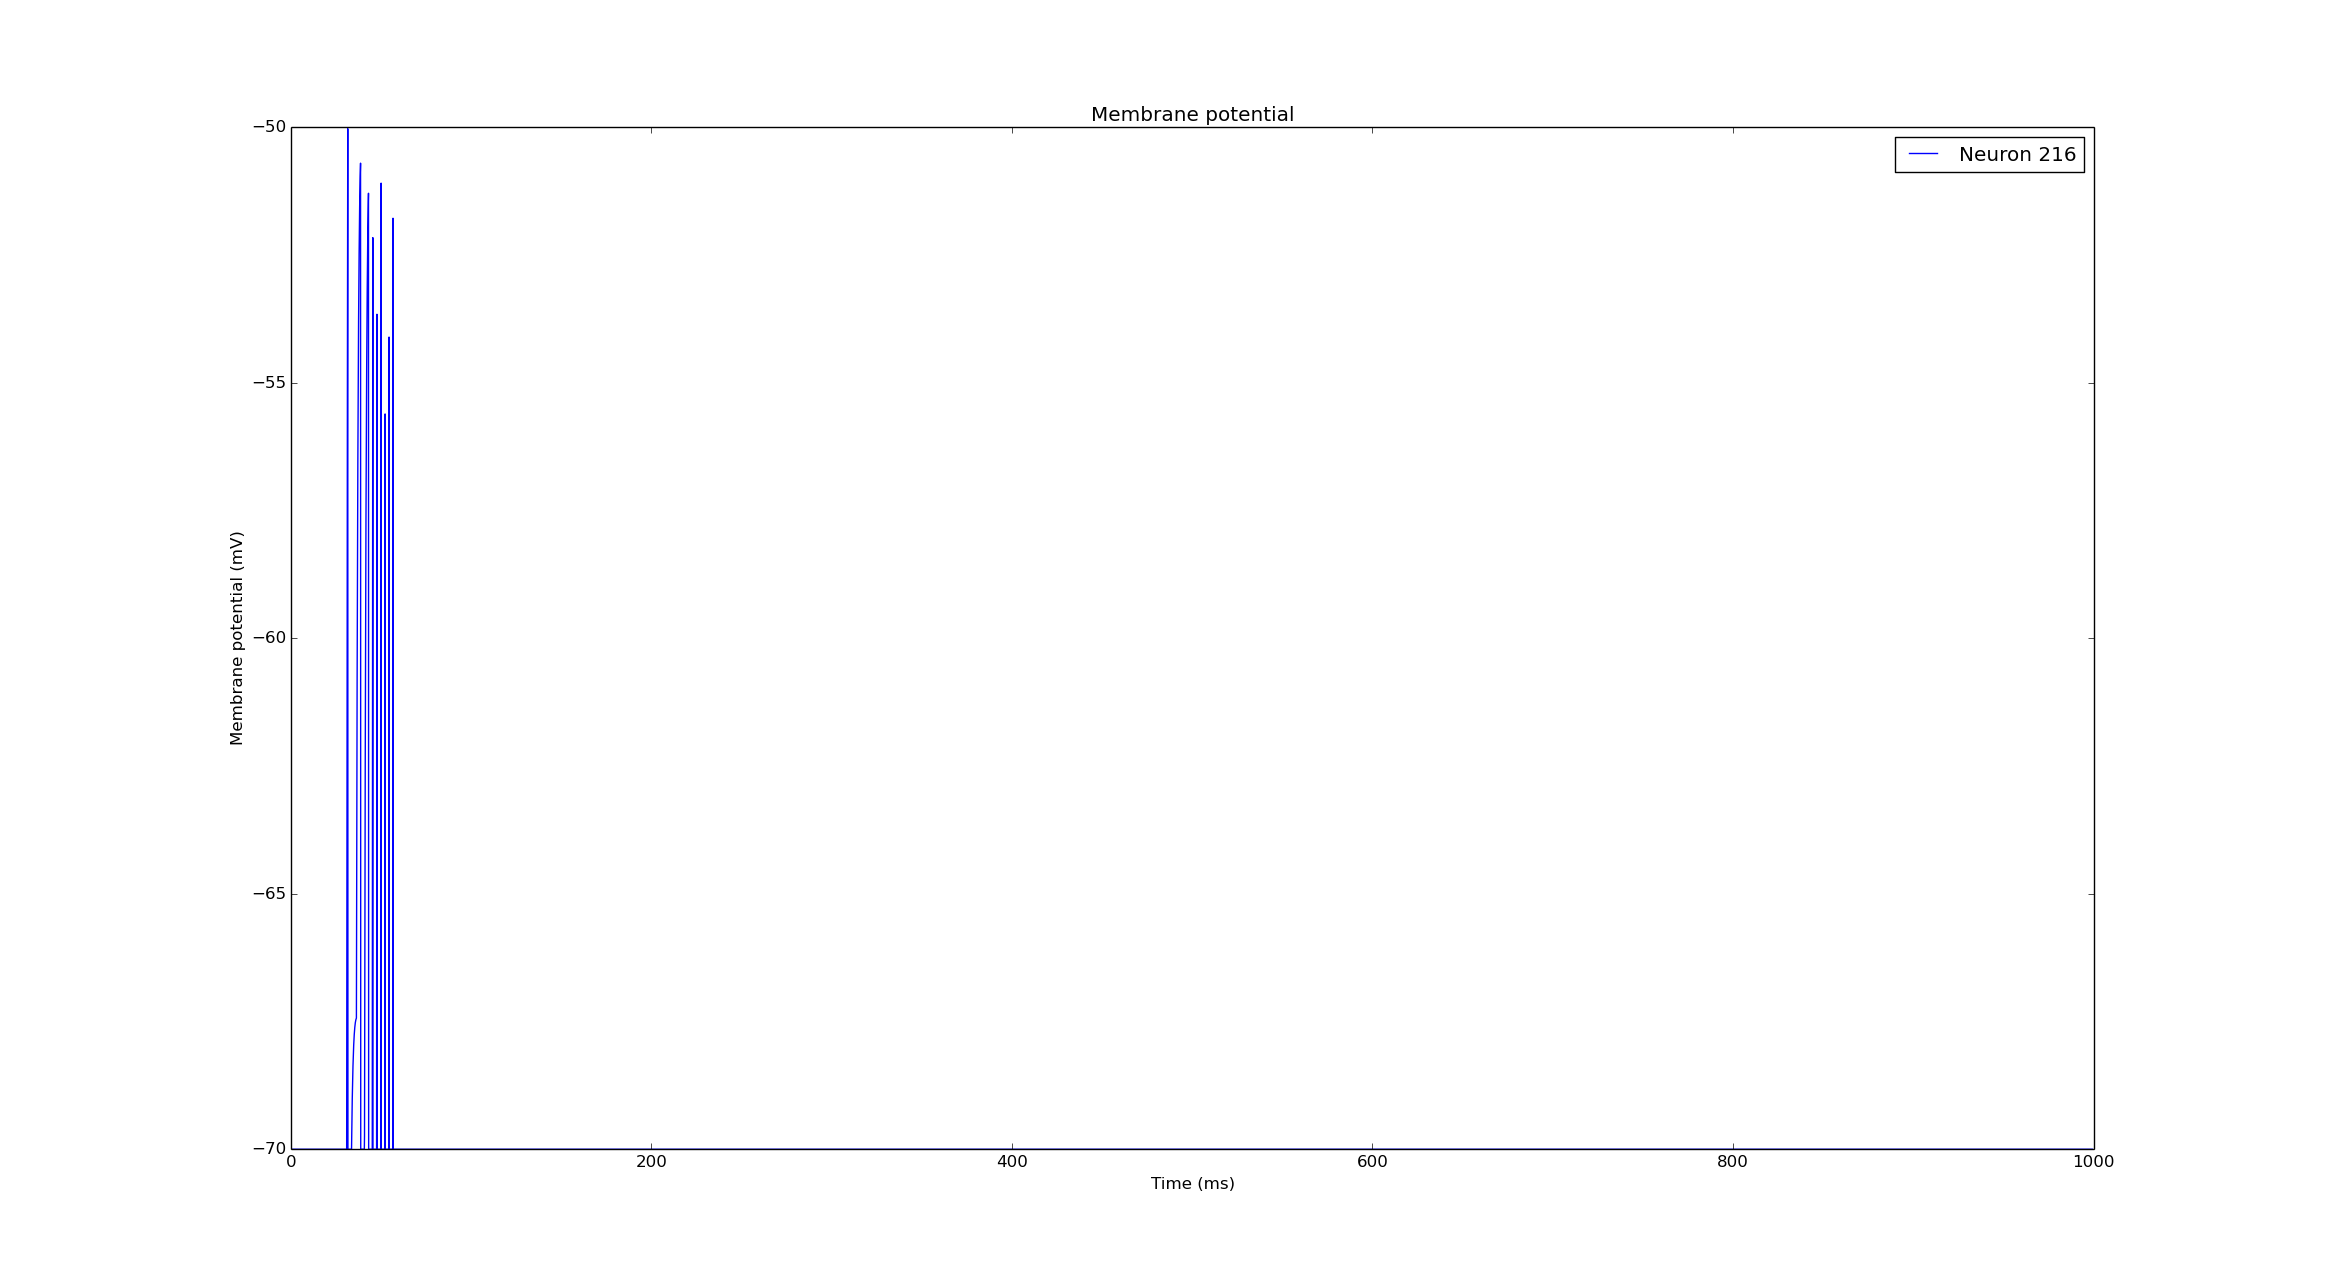 Membrane potential
Neuron 216
−50
−55
−60
−65
−70
Membrane potential (mV)
0 200 400 600 800 1000
Time (ms)